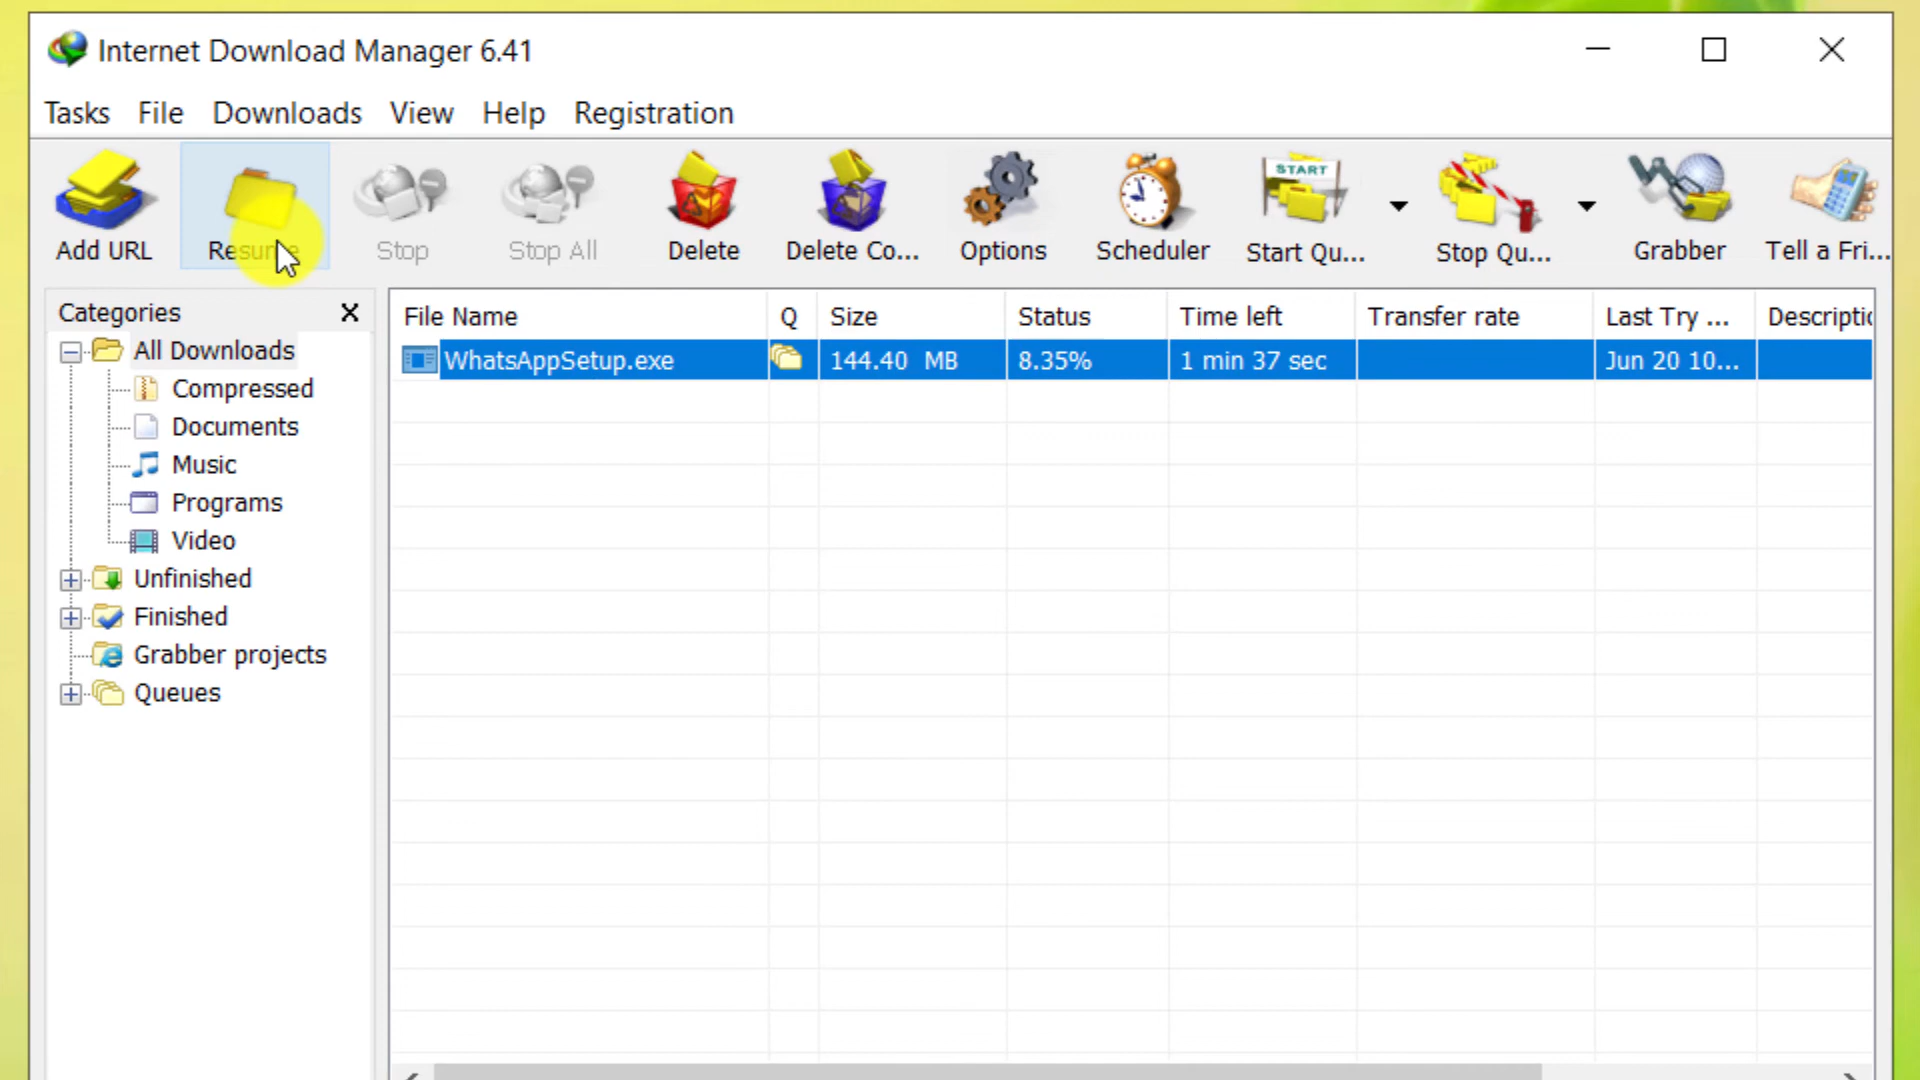 Internet Download Manager 6.41
Tasks File Downloads View Help Registration
START
Add URL Resume Stop Stop All Delete Delete Co... Options Scheduler Start Qu... Stop Qu... Grabber Tell a Fri...
Categories
File Name Q Size Status Time left Transfer rate Last Try ... Descriptic
All Downloads
WhatsAppSetup.exe 144.40 MB 8.35% 1 min 37 sec Jun 20 10...
Compressed
Documents
Music
Programs
Video
Unfinished
Finished
Grabber projects
Queues